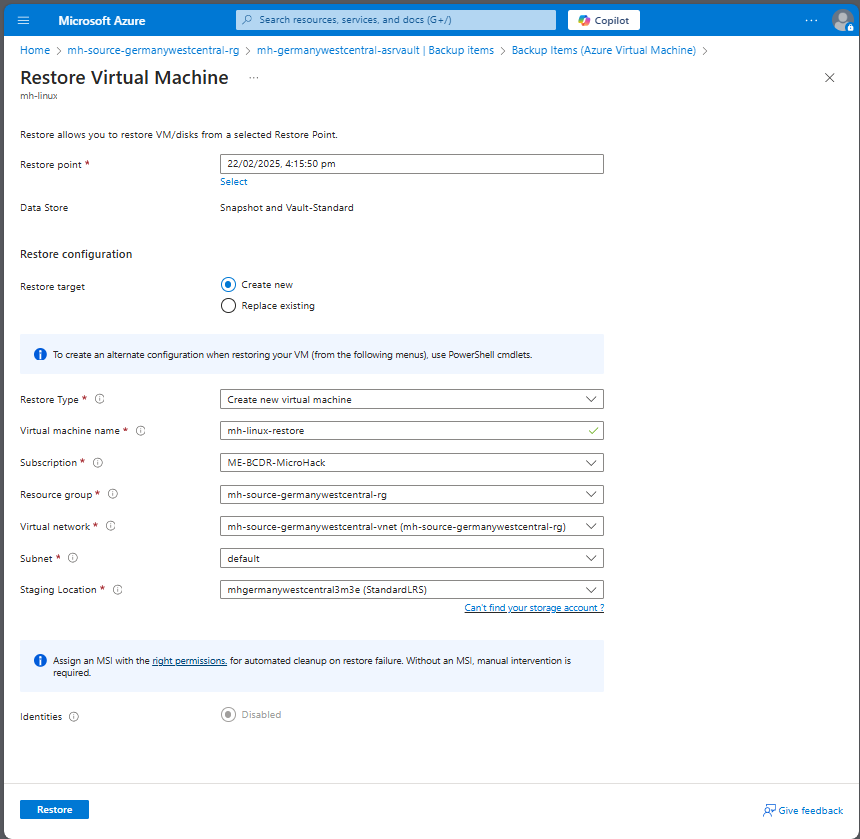 Microsoft Azure
Search resources, services, and docs (G+/)
Copilot
Home > mh-source-germanywestcentral-rg > mh-germanywestcentral-asrvault | Backup items > Backup Items (Azure Virtual Machine) >
Restore Virtual Machine ...
mh-linux
Restore allows you to restore VM/disks from a selected Restore Point.
Restore point * 22/02/2025, 4:15:50 pm
Select
Data Store Snapshot and Vault-Standard
Restore configuration
Restore target Create new
Replace existing
To create an alternate configuration when restoring your VM (from the following menus), use PowerShell cmdlets.
Restore Type * Create new virtual machine
Virtual machine name * mh-linux-restore
Subscription * ME-BCDR-MicroHack
Resource group * mh-source-germanywestcentral-rg
Virtual network * mh-source-germanywestcentral-vnet (mh-source-germanywestcentral-rg)
Subnet * default
Staging Location * mhgermanywestcentral3m3e (StandardLRS)
Can't find your storage account ?
Assign an MSI with the right permissions. for automated cleanup on restore failure. Without an MSI, manual intervention is
required.
Identities Disabled
Restore
Give feedback